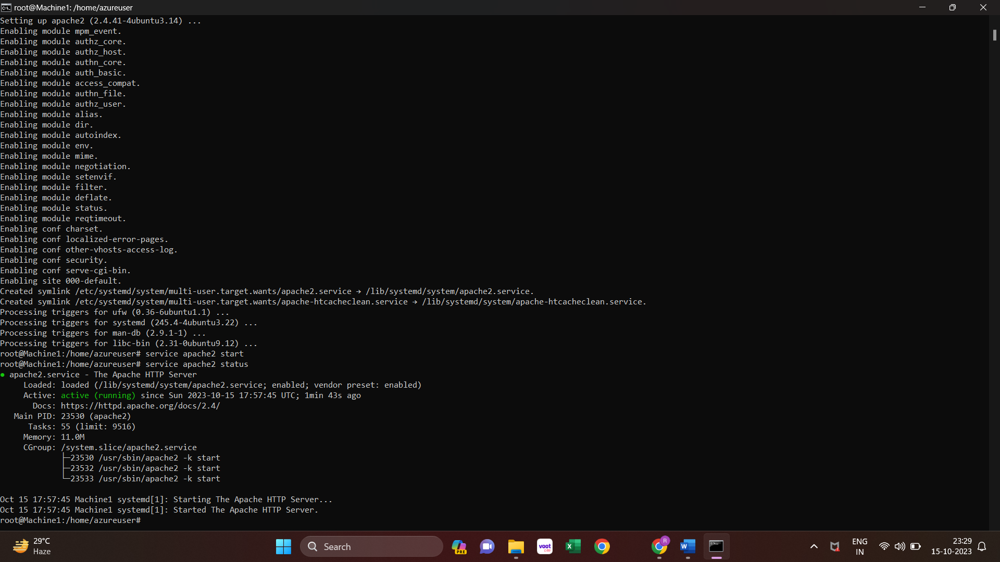 root@Machine1: /home/azureuser
Setting up apache2 (2.4.41-4ubuntu3.14) ...
Enabling module mpm_event.
Enabling module authz_core.
Enabling module authz_host.
Enabling module authn_core.
Enabling module auth_basic.
Enabling module access_compat.
Enabling module authn_file.
Enabling module authz_user.
Enabling module alias.
Enabling module dir.
Enabling module autoindex.
Enabling module env.
Enabling module mime.
Enabling module negotiation.
Enabling module setenvif.
Enabling module filter.
Enabling module deflate.
Enabling module status.
Enabling module reqtimeout.
Enabling conf charset.
Enabling conf localized-error-pages.
Enabling conf other-vhosts-access-log.
Enabling conf security.
Enabling conf serve-cgi-bin.
Enabling site 000-default.
Created symlink /etc/systemd/system/multi-user.target.wants/apache2.service → /lib/systemd/system/apache2.service.
Created symlink /etc/systemd/system/multi-user.target.wants/apache-htcacheclean.service → /lib/systemd/system/apache-htcacheclean.service.
Processing triggers for ufw (0.36-6ubuntu1.1) ...
Processing triggers for systemd (245.4-4ubuntu3.22) ...
Processing triggers for man-db (2.9.1-1) ...
Processing triggers for libc-bin (2.31-0ubuntu9.12) ...
root@Machine1:/home/azureuser# service apache2 start
root@Machine1:/home/azureuser# service apache2 status
● apache2.service - The Apache HTTP Server
     Loaded: loaded (/lib/systemd/system/apache2.service; enabled; vendor preset: enabled)
     Active: active (running) since Sun 2023-10-15 17:57:45 UTC; 1min 43s ago
       Docs: https://httpd.apache.org/docs/2.4/
   Main PID: 23530 (apache2)
      Tasks: 55 (limit: 9516)
     Memory: 11.0M
     CGroup: /system.slice/apache2.service
             ├─23530 /usr/sbin/apache2 -k start
             ├─23532 /usr/sbin/apache2 -k start
             └─23533 /usr/sbin/apache2 -k start
Oct 15 17:57:45 Machine1 systemd[1]: Starting The Apache HTTP Server...
Oct 15 17:57:45 Machine1 systemd[1]: Started The Apache HTTP Server.
root@Machine1:/home/azureuser#
29°C
Haze
Search
PRE
voot
Lite
R
ENG
IN
23:29
15-10-2023